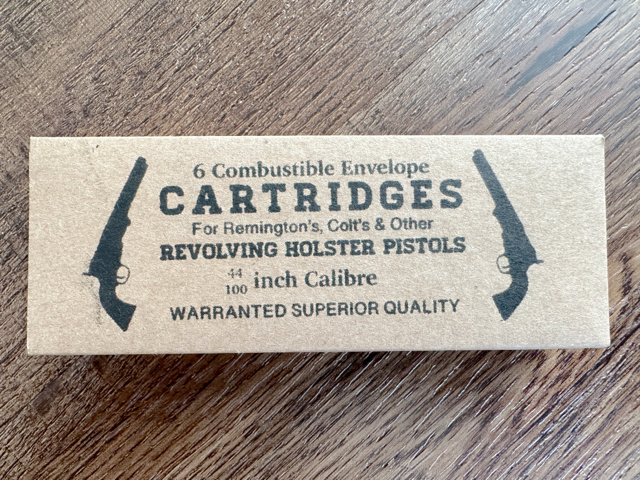 6 Combustible Envelope
CARTRIDGES
For Remington's, Colt's & Other
REVOLVING HOLSTER PISTOLS
44/100 inch Calibre
WARRANTED SUPERIOR QUALITY